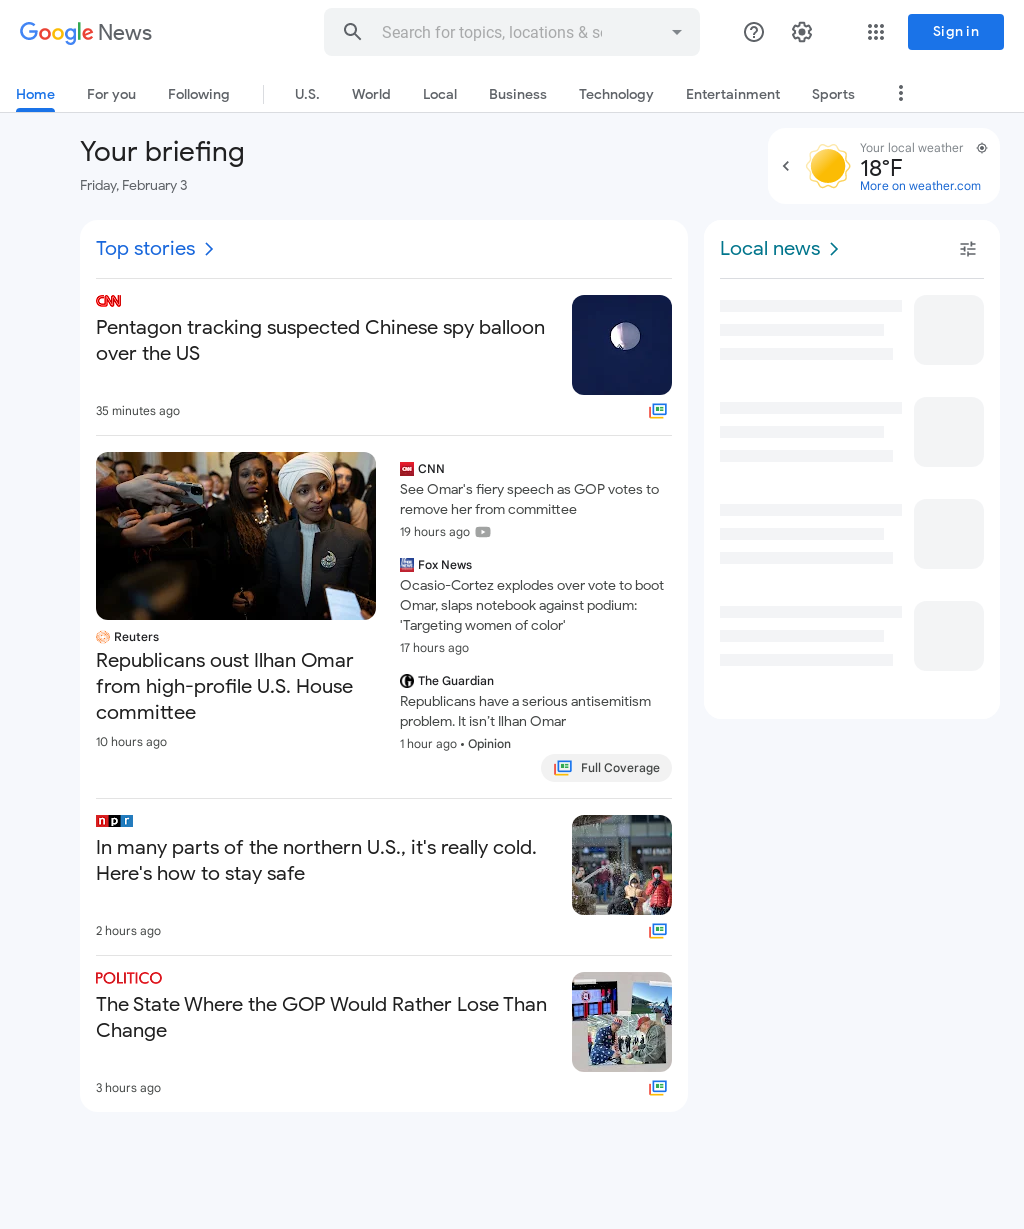 Google News
Search for topics, locations & s
Sign in
Home
For you
Following
U.S.
World
Local
Business
Technology
Entertainment
Sports
Your briefing
Friday, February 3
Your local weather
18°F
More on weather.com
Top stories
CNN
Pentagon tracking suspected Chinese spy balloon
over the US
35 minutes ago
Reuters
Republicans oust Ilhan Omar
from high-profile U.S. House
committee
10 hours ago
CNN
See Omar's fiery speech as GOP votes to
remove her from committee
19 hours ago
Fox News
Ocasio-Cortez explodes over vote to boot
Omar, slaps notebook against podium:
'Targeting women of color'
17 hours ago
The Guardian
Republicans have a serious antisemitism
problem. It isn't Ilhan Omar
1 hour ago • Opinion
Full Coverage
npr
In many parts of the northern U.S., it's really cold.
Here's how to stay safe
2 hours ago
POLITICO
The State Where the GOP Would Rather Lose Than
Change
3 hours ago
Local news